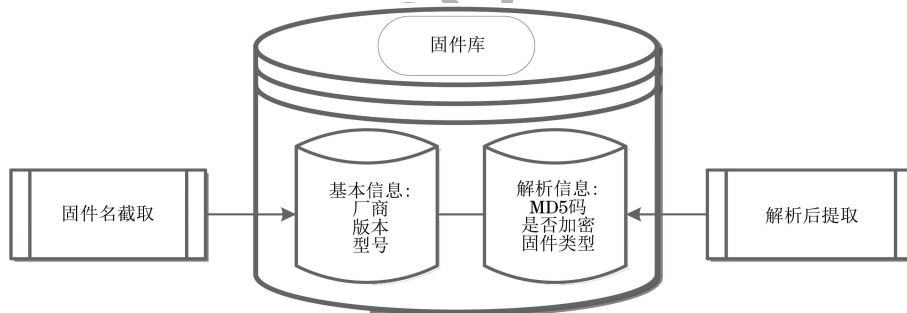 固件库
固件名截取
基本信息:
厂商
版本
型号
解析信息:
MD5码
是否加密
固件类型
解析后提取